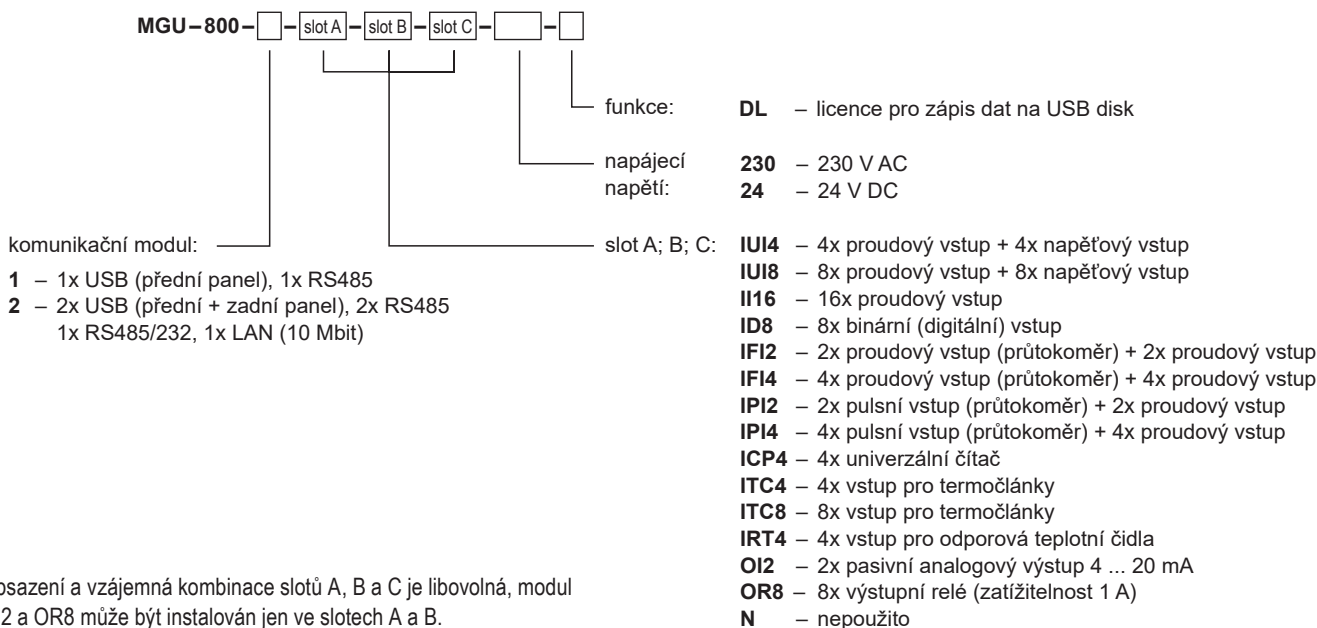 MGU–800– – slot A – slot B – slot C – –
funkce: DL – licence pro zápis dat na USB disk
napájecí napětí:
230 – 230 V AC
24 – 24 V DC
komunikační modul:
1 – 1x USB (přední panel), 1x RS485
2 – 2x USB (přední + zadní panel), 2x RS485
1x RS485/232, 1x LAN (10 Mbit)
slot A; B; C:
IUI4 – 4x proudový vstup + 4x napěťový vstup
IUI8 – 8x proudový vstup + 8x napěťový vstup
II16 – 16x proudový vstup
ID8 – 8x binární (digitální) vstup
IFI2 – 2x proudový vstup (průtokoměr) + 2x proudový vstup
IFI4 – 4x proudový vstup (průtokoměr) + 4x proudový vstup
IPI2 – 2x pulsní vstup (průtokoměr) + 2x proudový vstup
IPI4 – 4x pulsní vstup (průtokoměr) + 4x proudový vstup
ICP4 – 4x univerzální čítač
ITC4 – 4x vstup pro termočlánky
ITC8 – 8x vstup pro termočlánky
IRT4 – 4x vstup pro odporová teplotní čidla
OI2 – 2x pasivní analogový výstup 4 ... 20 mA
OR8 – 8x výstupní relé (zatížitelnost 1 A)
N – nepoužito
osazení a vzájemná kombinace slotů A, B a C je libovolná, modul
2 a OR8 může být instalován jen ve slotech A a B.